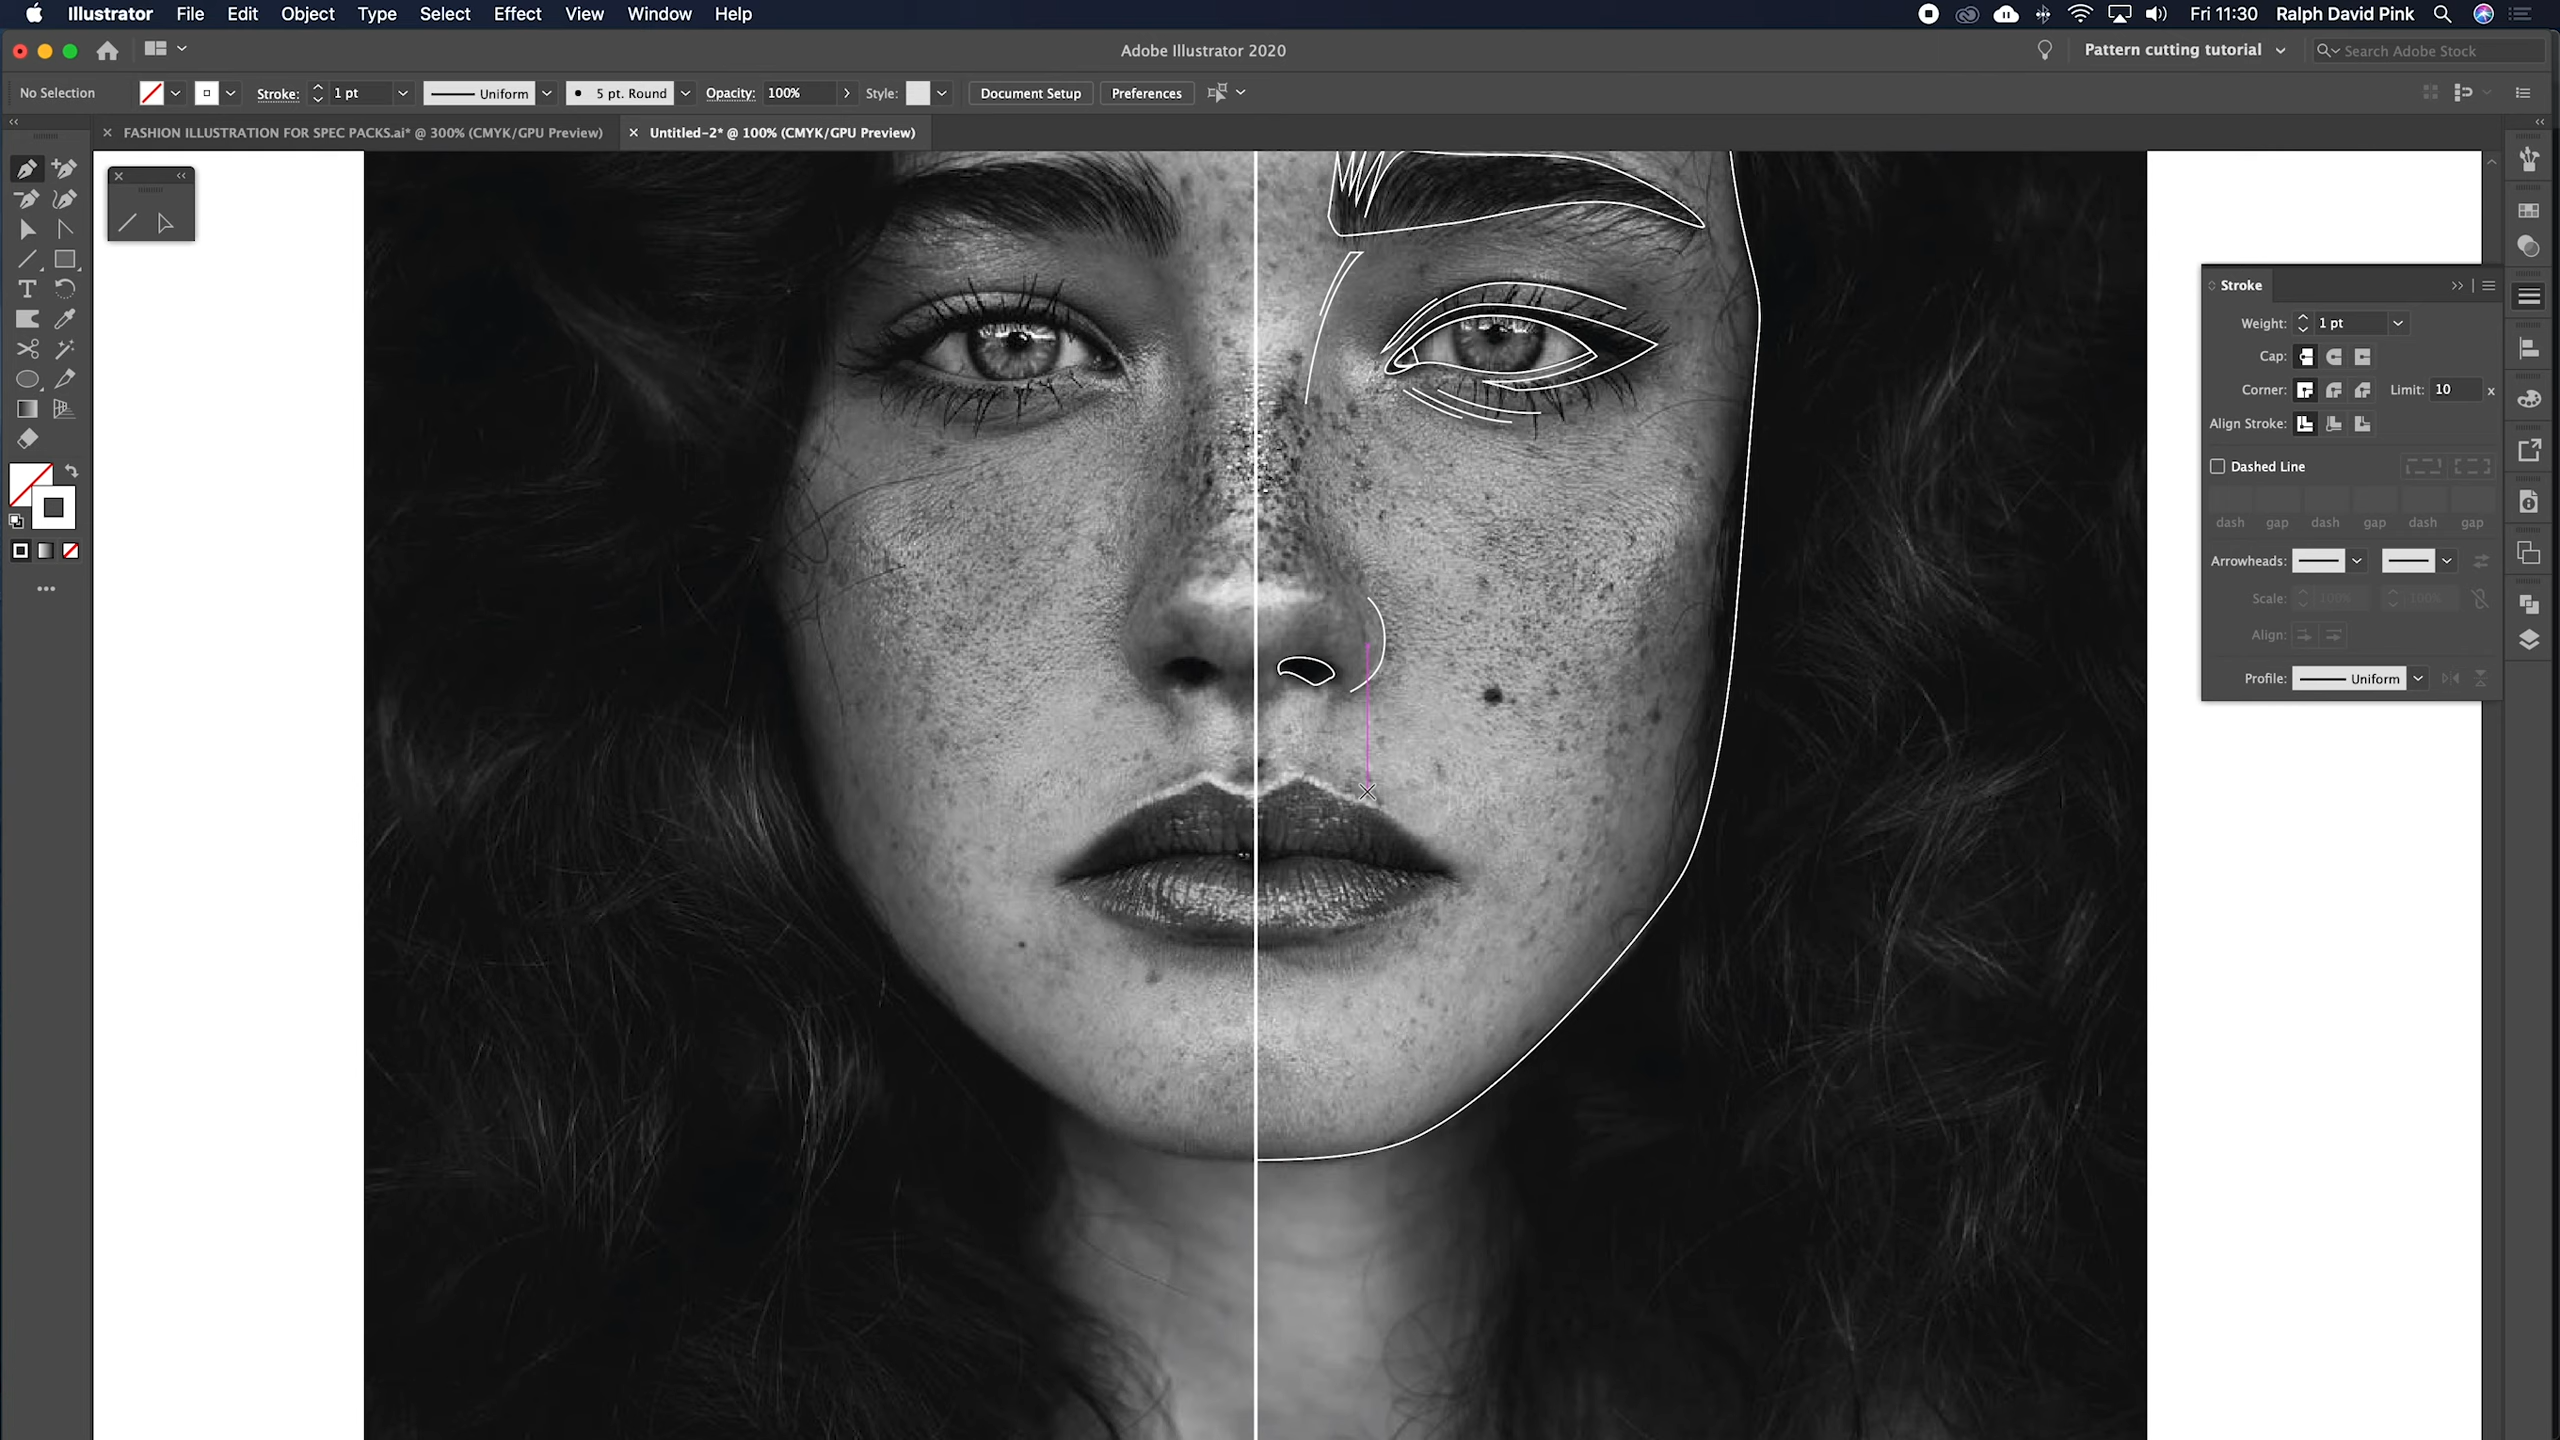 Illustrator File Edit Object Type Select Effect View Window Help Fri 11:30 Ralph David Pink
Adobe Illustrator 2020 Pattern cutting tutorial Search Adobe Stock
No Selection Stroke: 1 pt Uniform 5 pt. Round Opacity: 100% Style: Document Setup Preferences
FASHION ILLUSTRATION FOR SPEC PACKS.ai* @ 300% (CMYK/GPU Preview) Untitled-2* @ 100% (CMYK/GPU Preview)
Stroke
Weight: 1 pt
Cap:
Corner: Limit: 10 x
Align Stroke:
Dashed Line
dash gap dash gap dash gap
Arrowheads:
Scale: 100% 100%
Align:
Profile: Uniform